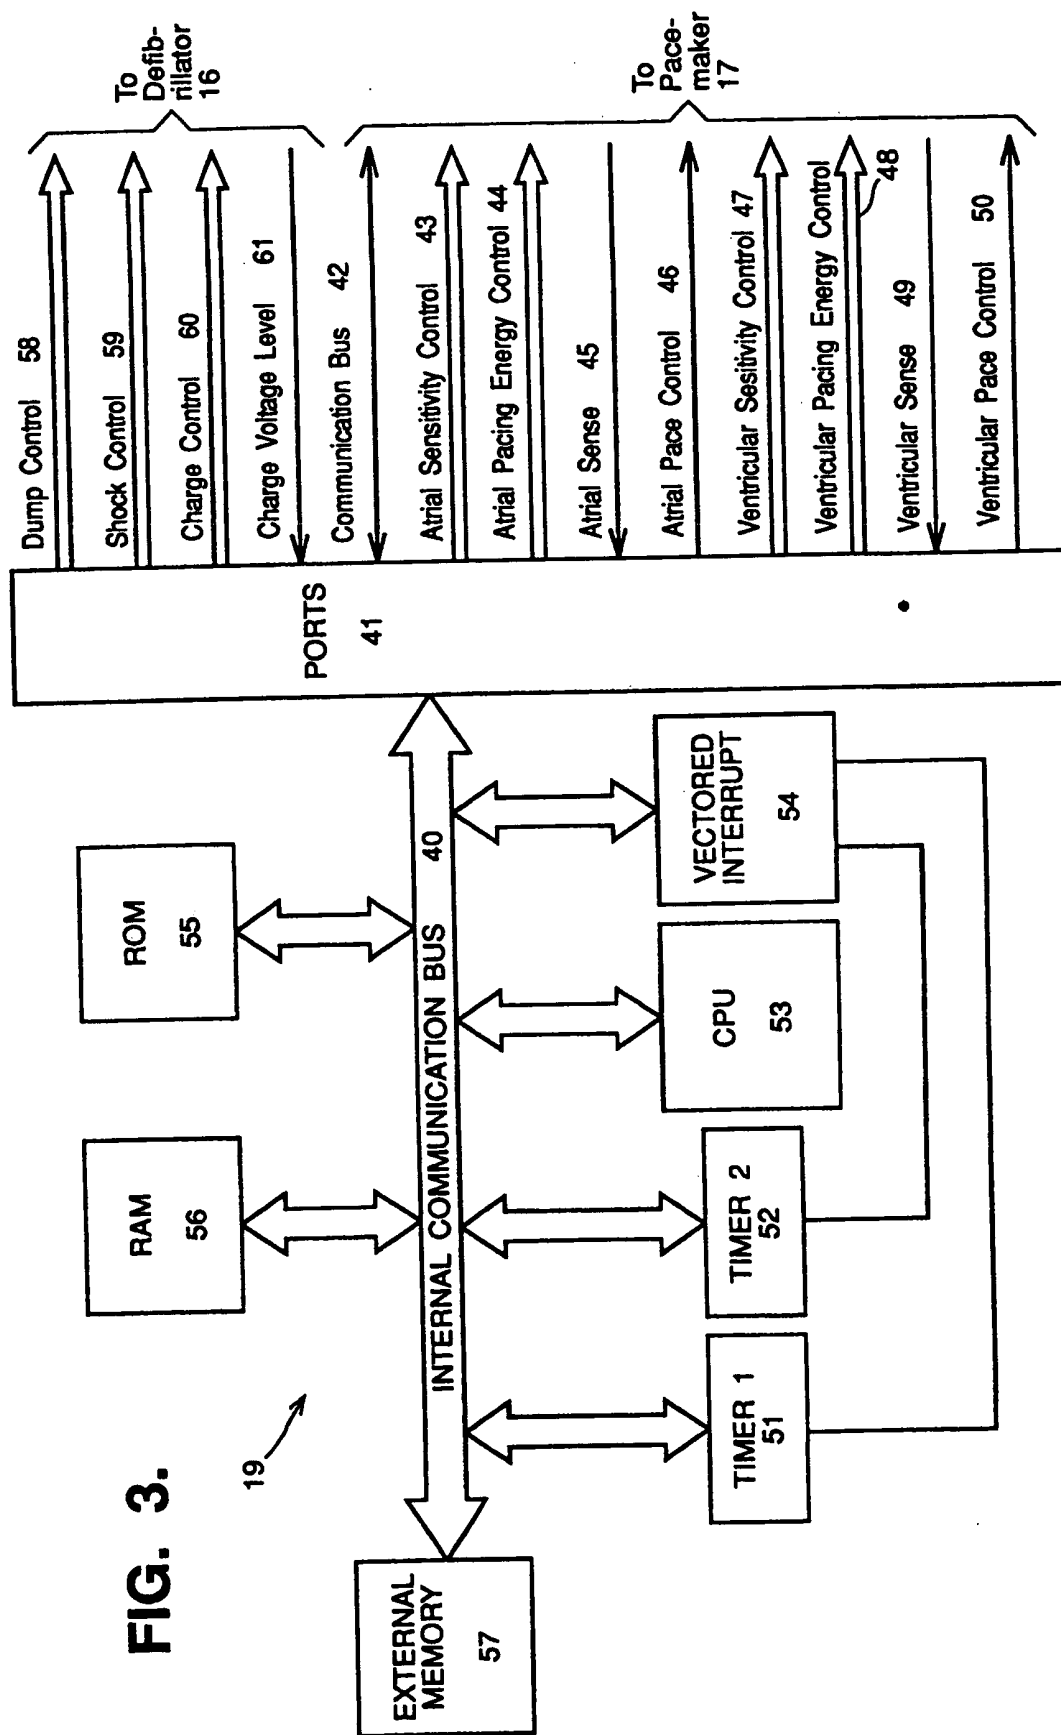 FIG. 3.
19
EXTERNAL
MEMORY
57
RAM
56
ROM
55
INTERNAL COMMUNICATION BUS 40
TIMER 1
51
TIMER 2
52
CPU
53
VECTORED
INTERRUPT
54
PORTS
41
Dump Control 58
Shock Control 59
Charge Control 60
Charge Voltage Level 61
Communication Bus 42
Atrial Sensitivity Control 43
Atrial Pacing Energy Control 44
Atrial Sense 45
Atrial Pace Control 46
Ventricular Sesitivity Control 47
Ventricular Pacing Energy Control
48
Ventricular Sense 49
Ventricular Pace Control 50
To
Defib-
rillator
16
To
Pace-
maker
17